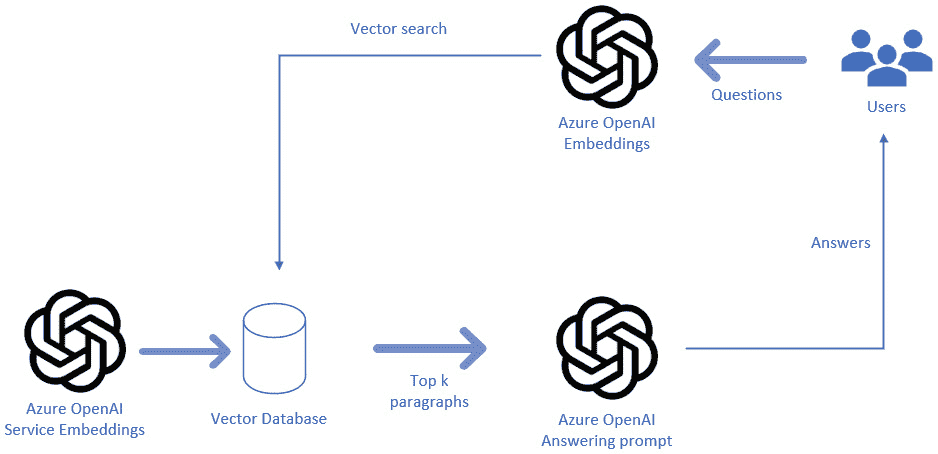 Vector search
Questions
Users
Azure OpenAI
Embeddings
Answers
Azure OpenAI
Service Embeddings
Vector Database
Top k
paragraphs
Azure OpenAI
Answering prompt